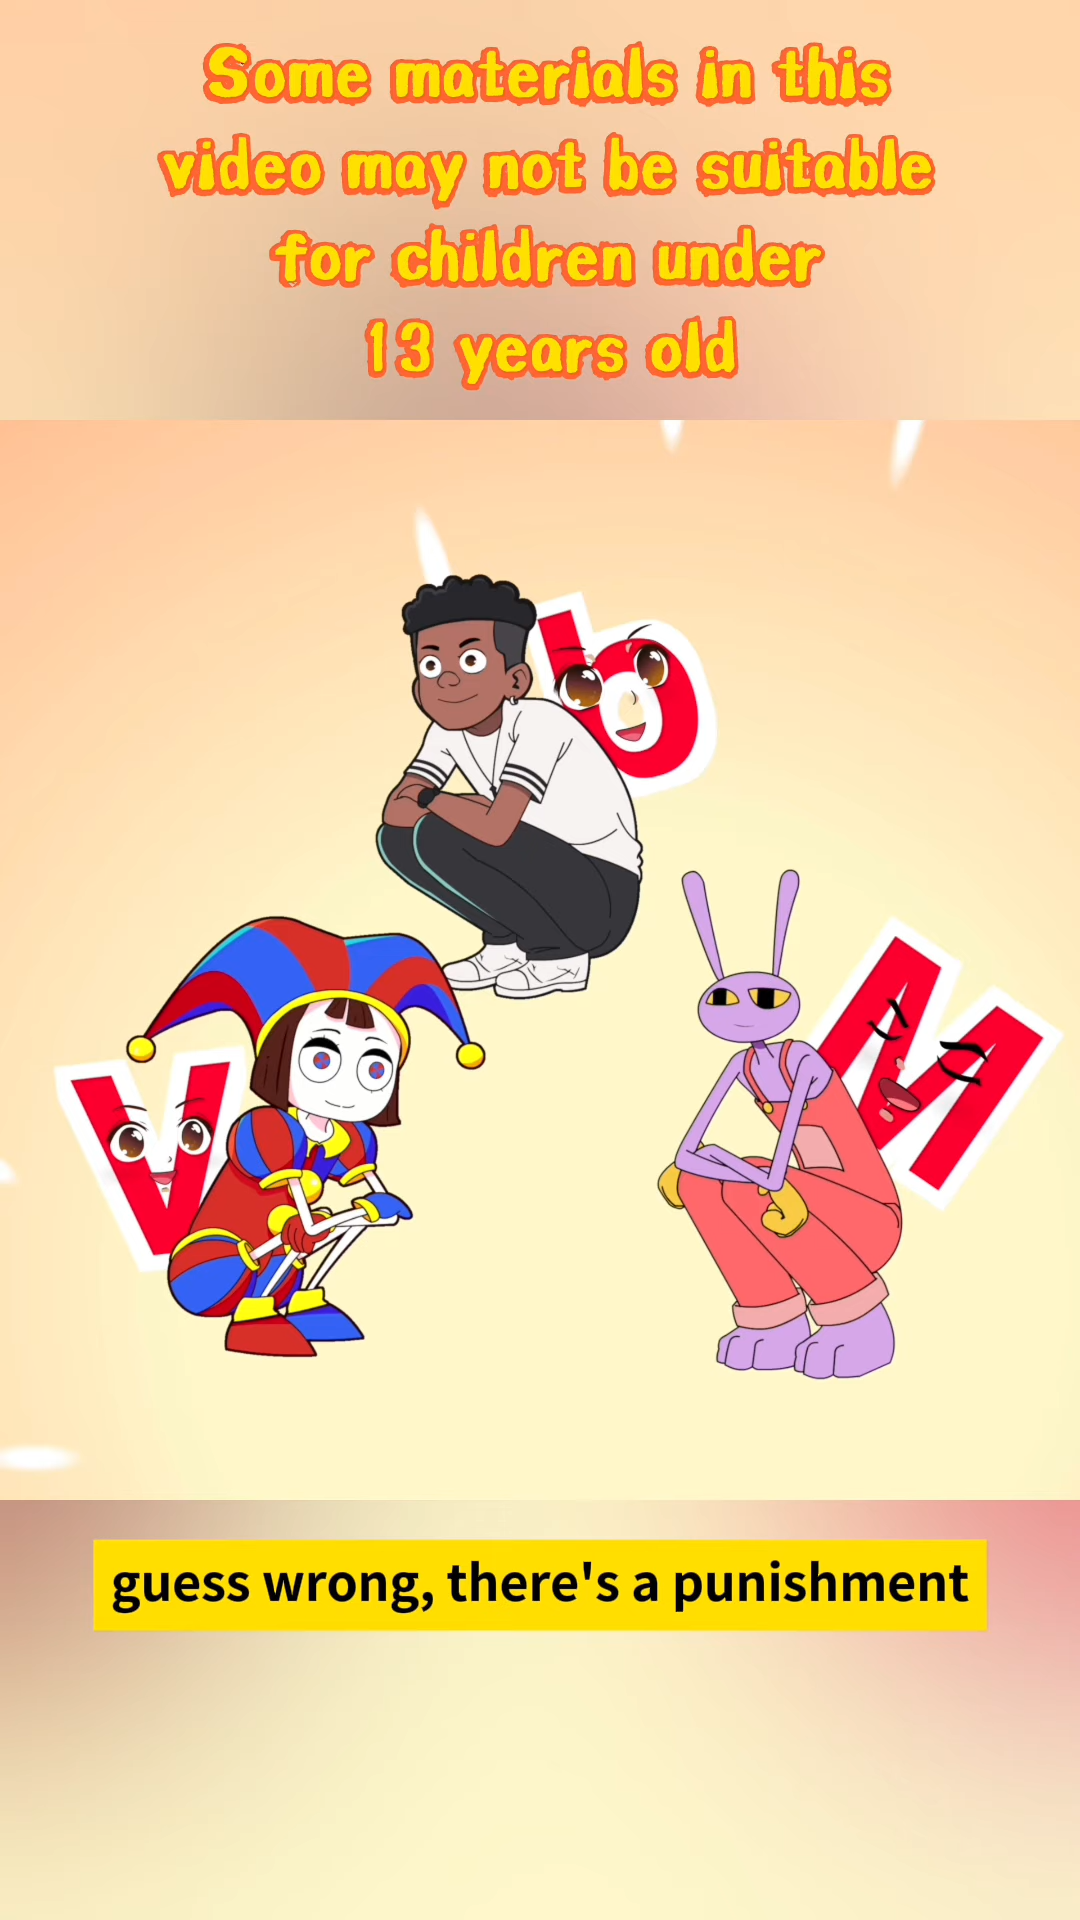 Some materials in this
video may not be suitable
for children under
13 years old
b
V
M
guess wrong, there's a punishment